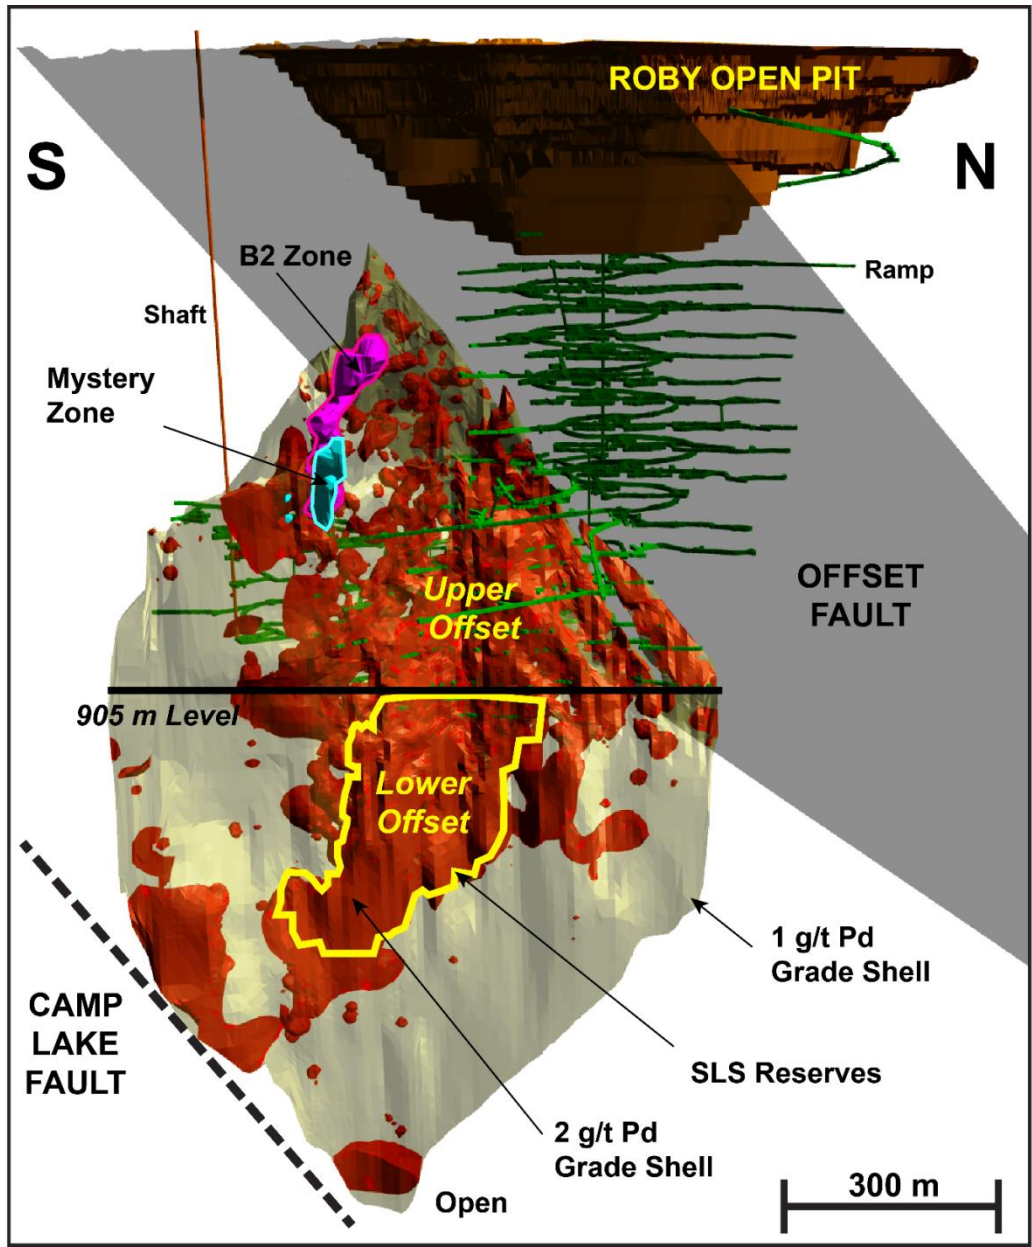 ROBY OPEN PIT
S
N
B2 Zone
Ramp
Shaft
Mystery
Zone
Upper
Offset
OFFSET
FAULT
905 m Level
Lower
Offset
1 g/t Pd
Grade Shell
CAMP
LAKE
FAULT
SLS Reserves
2 g/t Pd
Grade Shell
Open
300 m